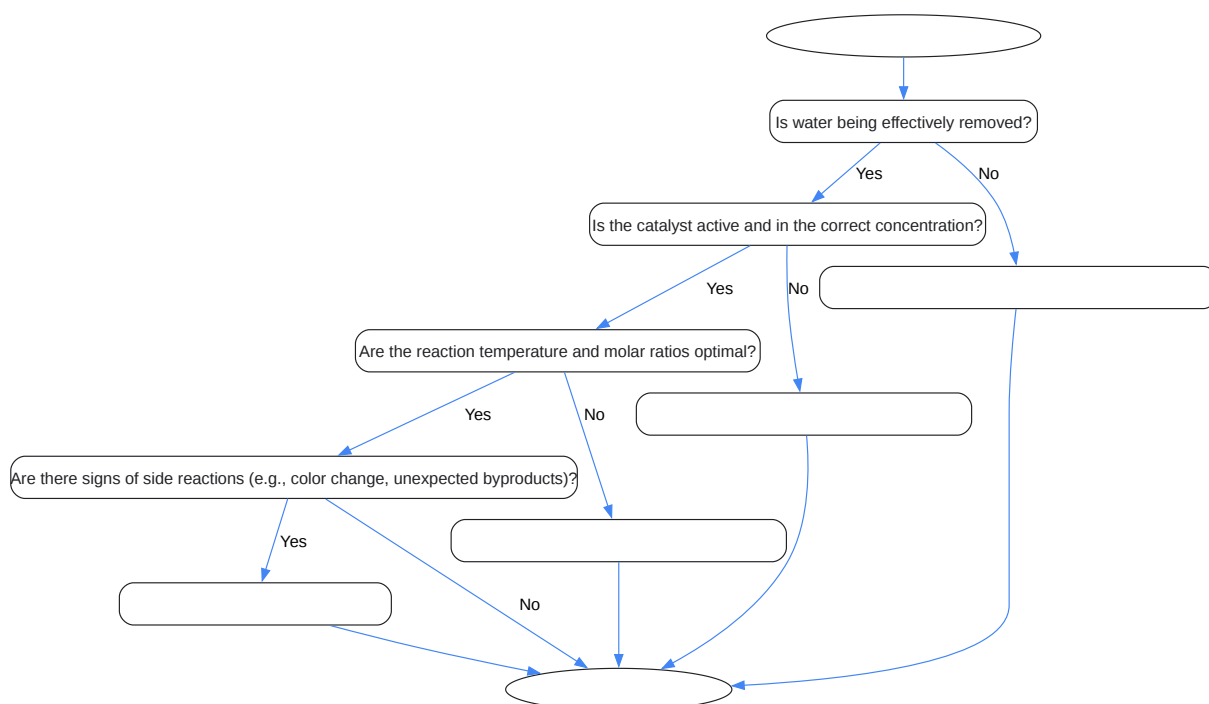 Is water being effectively removed?
Yes
No
Is the catalyst active and in the correct concentration?
Yes
No
Are the reaction temperature and molar ratios optimal?
Yes
No
Are there signs of side reactions (e.g., color change, unexpected byproducts)?
Yes
No